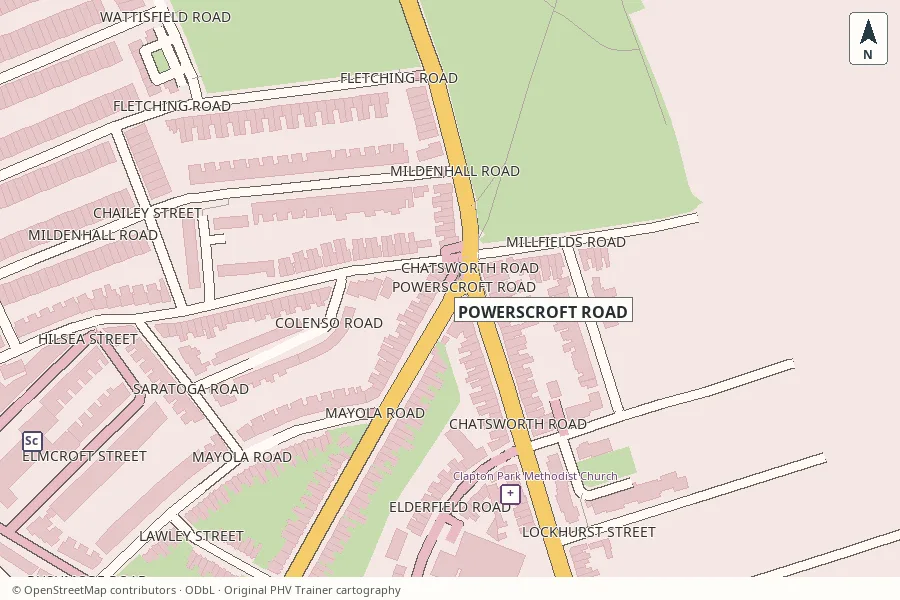 WATTISFIELD ROAD
N
FLETCHING ROAD
FLETCHING ROAD
MILDENHALL ROAD
CHAILEY STREET
MILDENHALL ROAD
MILLFIELDS ROAD
CHATSWORTH ROAD
POWERSCROFT ROAD
POWERSCROFT ROAD
COLENSO ROAD
HILSEA STREET
SARATOGA ROAD
MAYOLA ROAD
CHATSWORTH ROAD
Sc
ELMCROFT STREET
MAYOLA ROAD
Clapton Park Methodist Church
ELDERFIELD ROAD
LAWLEY STREET
LOCKHURST STREET
© OpenStreetMap contributors · ODbL · Original PHV Trainer cartography